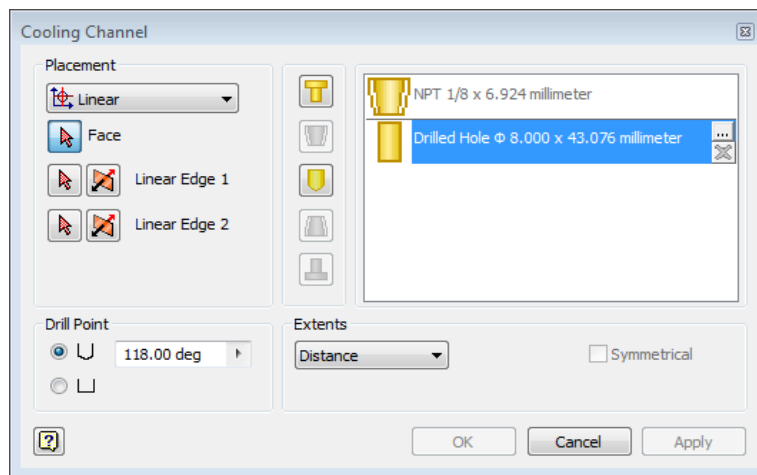 Cooling Channel
Placement
Linear
Face
Linear Edge 1
Linear Edge 2
NPT 1/8 x 6.924 millimeter
Drilled Hole Φ 8.000 x 43.076 millimeter
...
Drill Point
118.00 deg
Extents
Distance
Symmetrical
?
OK
Cancel
Apply